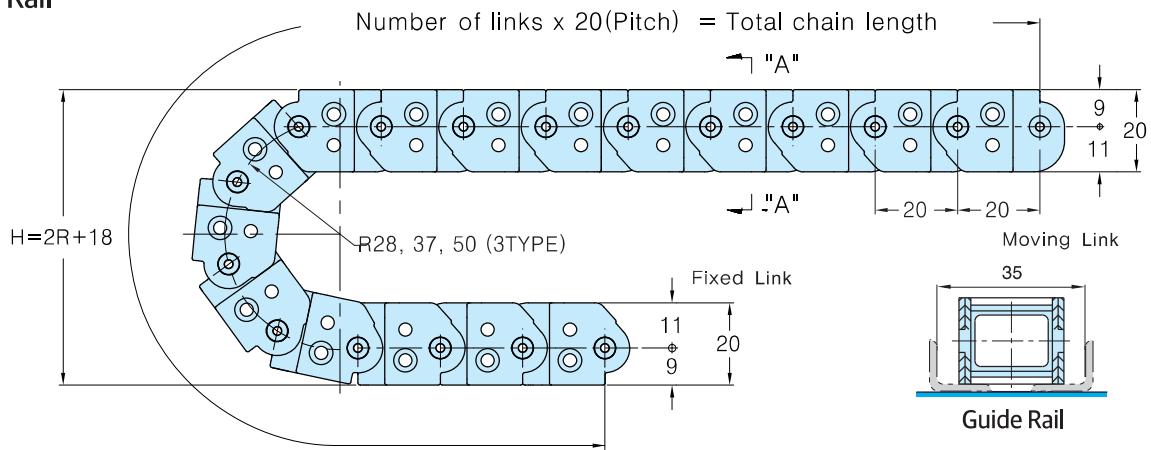 Rail
Number of links x 20(Pitch) = Total chain length
"A"
9
20
11
"A"
20
20
H=2R+18
R28, 37, 50 (3TYPE)
Moving Link
Fixed Link
35
11
20
9
Guide Rail